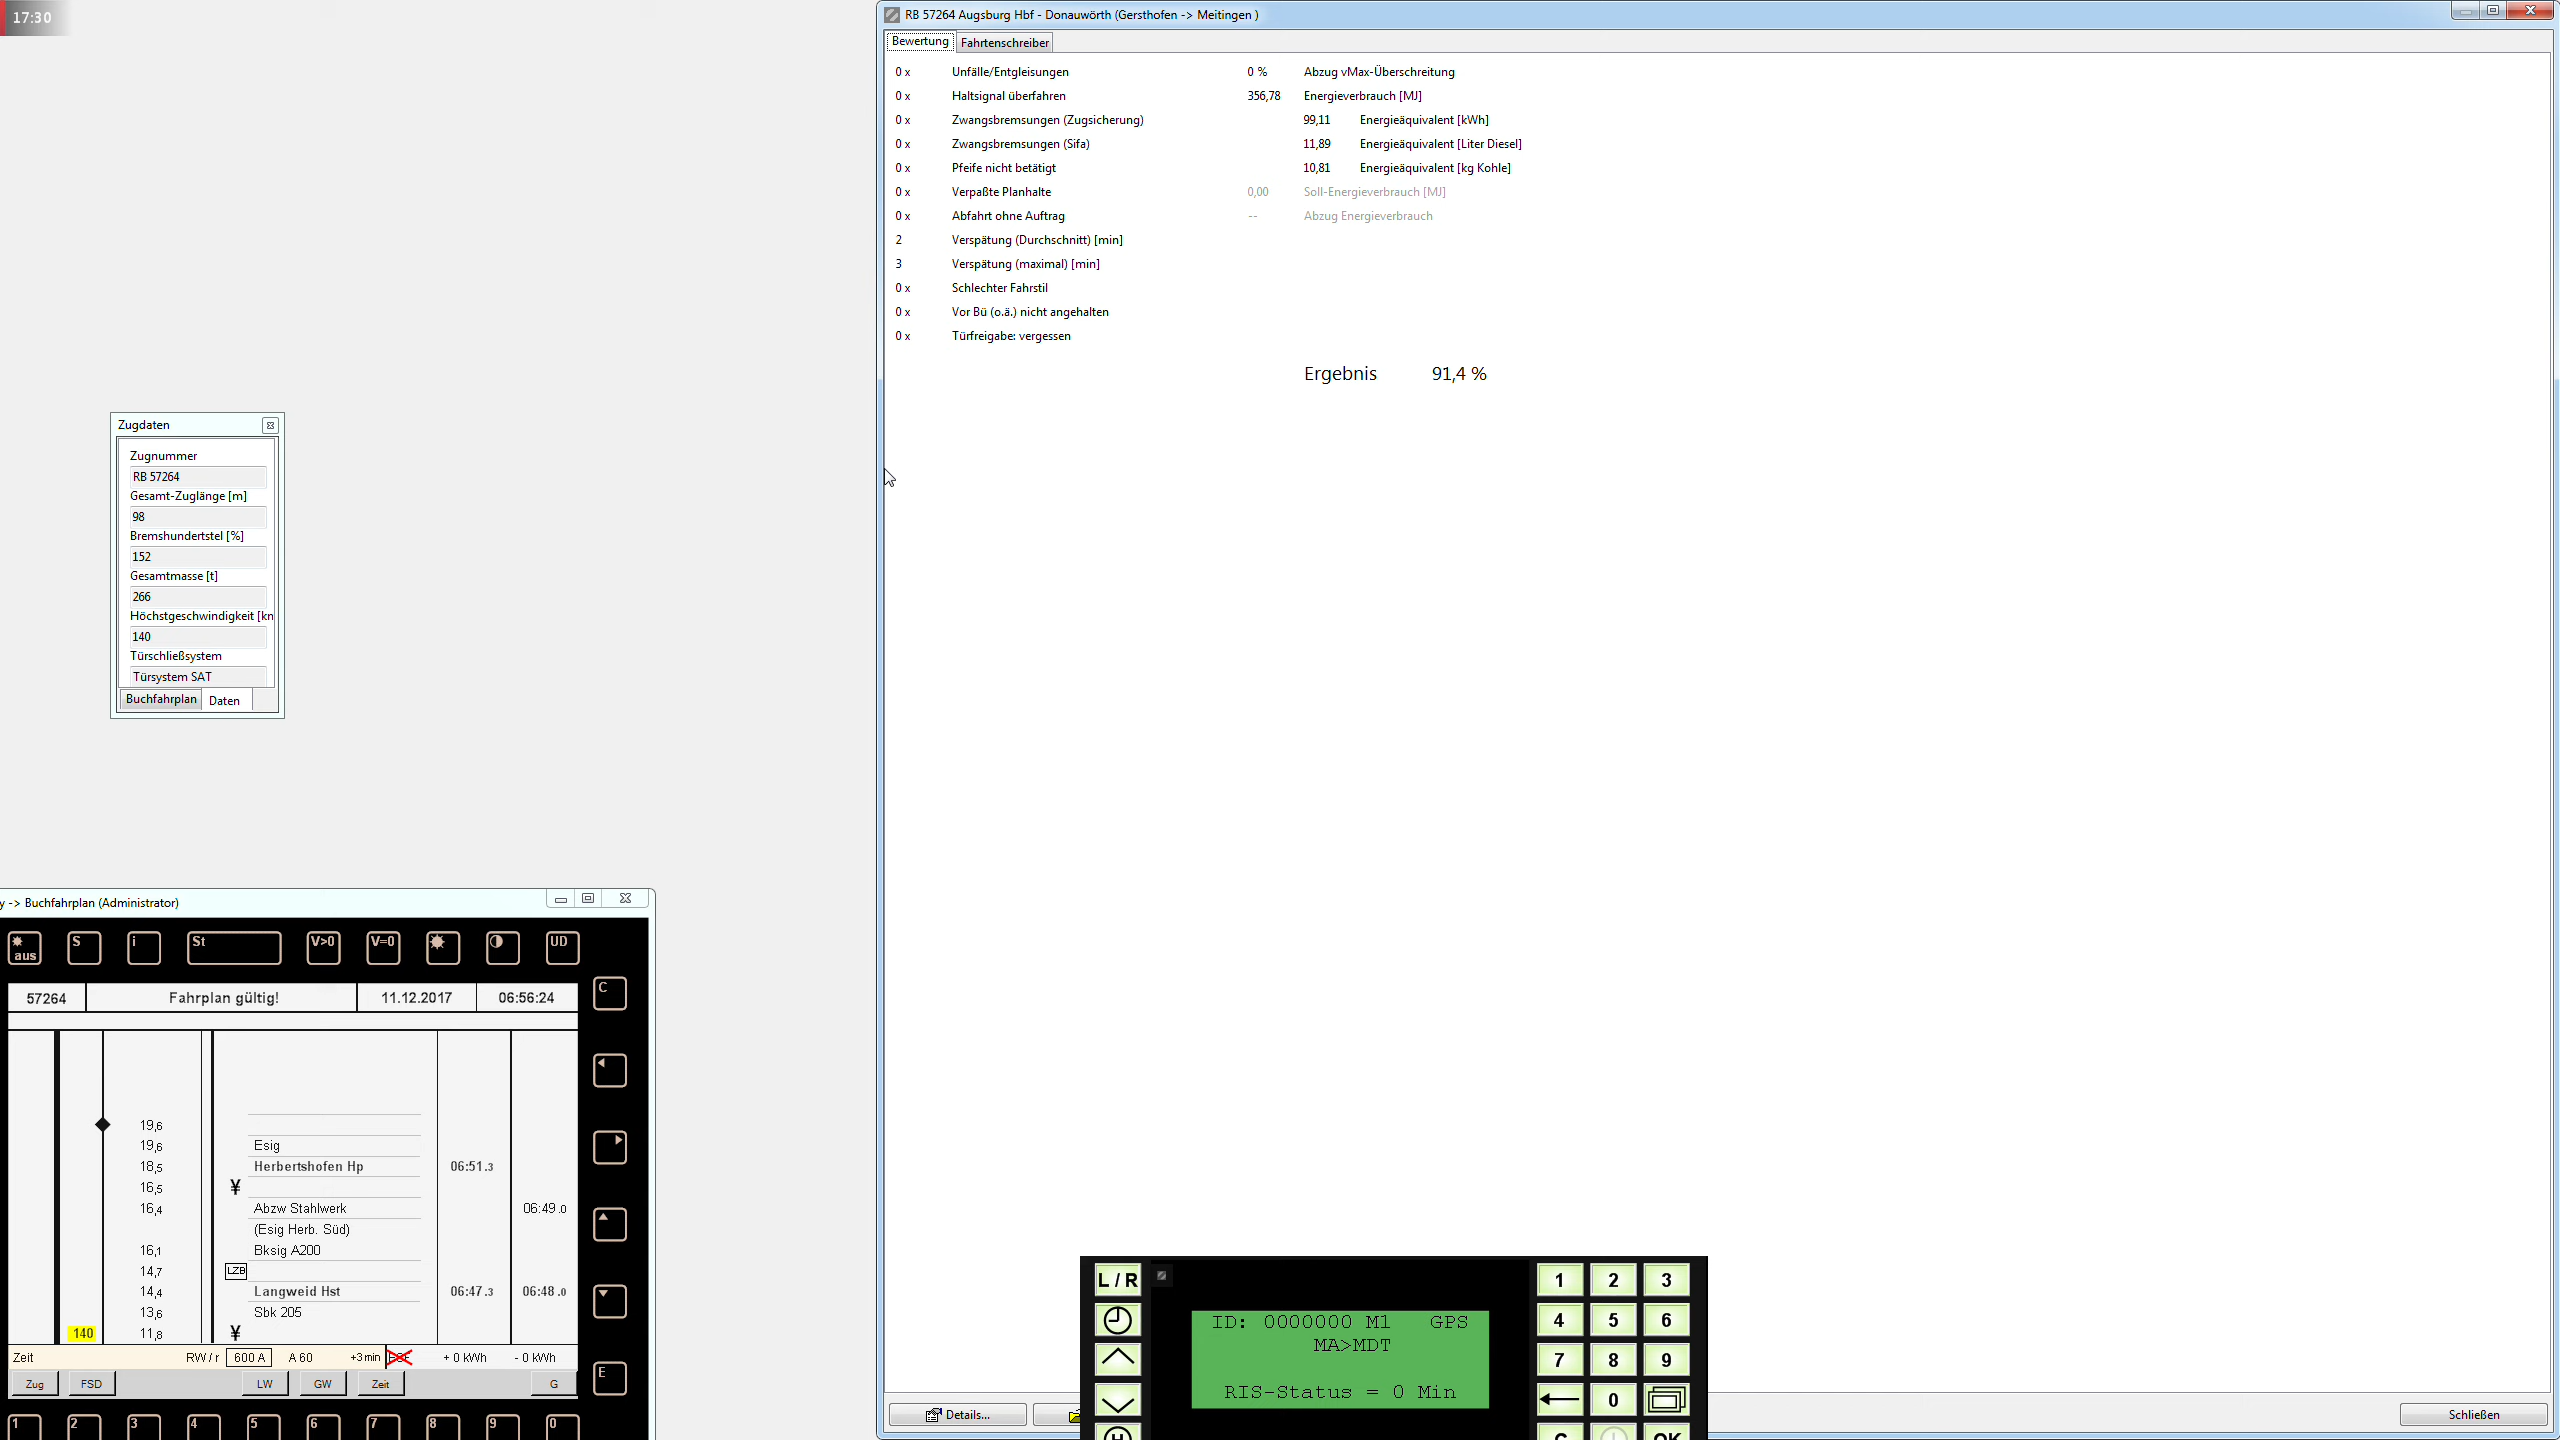 17:30
RB 57264 Augsburg Hbf - Donauwörth (Gersthofen -> Meitingen )
Bewertung Fahrtenschreiber
0 x Unfälle/Entgleisungen 0 % Abzug vMax-Überschreitung
0 x Haltsignal überfahren 356,78 Energieverbrauch [MJ]
0 x Zwangsbremsungen (Zugsicherung) 99,11 Energieäquivalent [kWh]
0 x Zwangsbremsungen (Sifa) 11,89 Energieäquivalent [Liter Diesel]
0 x Pfeife nicht betätigt 10,81 Energieäquivalent [kg Kohle]
0 x Verpaßte Planhalte 0,00 Soll-Energieverbrauch [MJ]
0 x Abfahrt ohne Auftrag -- Abzug Energieverbrauch
2 Verspätung (Durchschnitt) [min]
3 Verspätung (maximal) [min]
0 x Schlechter Fahrstil
0 x Vor Bü (o.ä.) nicht angehalten
0 x Türfreigabe: vergessen
Ergebnis 91,4 %
Zugdaten
Zugnummer
RB 57264
Gesamt-Zuglänge [m]
98
Bremshundertstel [%]
152
Gesamtmasse [t]
266
Höchstgeschwindigkeit [kn
140
Türschließsystem
Türsystem SAT
Buchfahrplan Daten
y -> Buchfahrplan (Administrator)
aus S i St V>0 V=0 UD
C
57264 Fahrplan gültig! 11.12.2017 06:56:24
19,6
19,6 Esig
18,5 Herbertshofen Hp 06:51.3
16,5 ¥
16,4 Abzw Stahlwerk 06:49.0
(Esig Herb. Süd)
16,1 Bksig A200
14,7 LZB
14,4 Langweid Hst 06:47.3 06:48.0
13,6 Sbk 205
140 11,8 ¥
Zeit RW/r 600 A A 60 +3 min + 0 kWh - 0 kWh
E
Zug FSD LW GW Zeit G
1 2 3 4 5 6 7 8 9 0
L / R
ID: 0000000 M1 GPS
MA>MDT
RIS-Status = 0 Min
1 2 3
4 5 6
7 8 9
0
C OK
H
Details...
Schließen